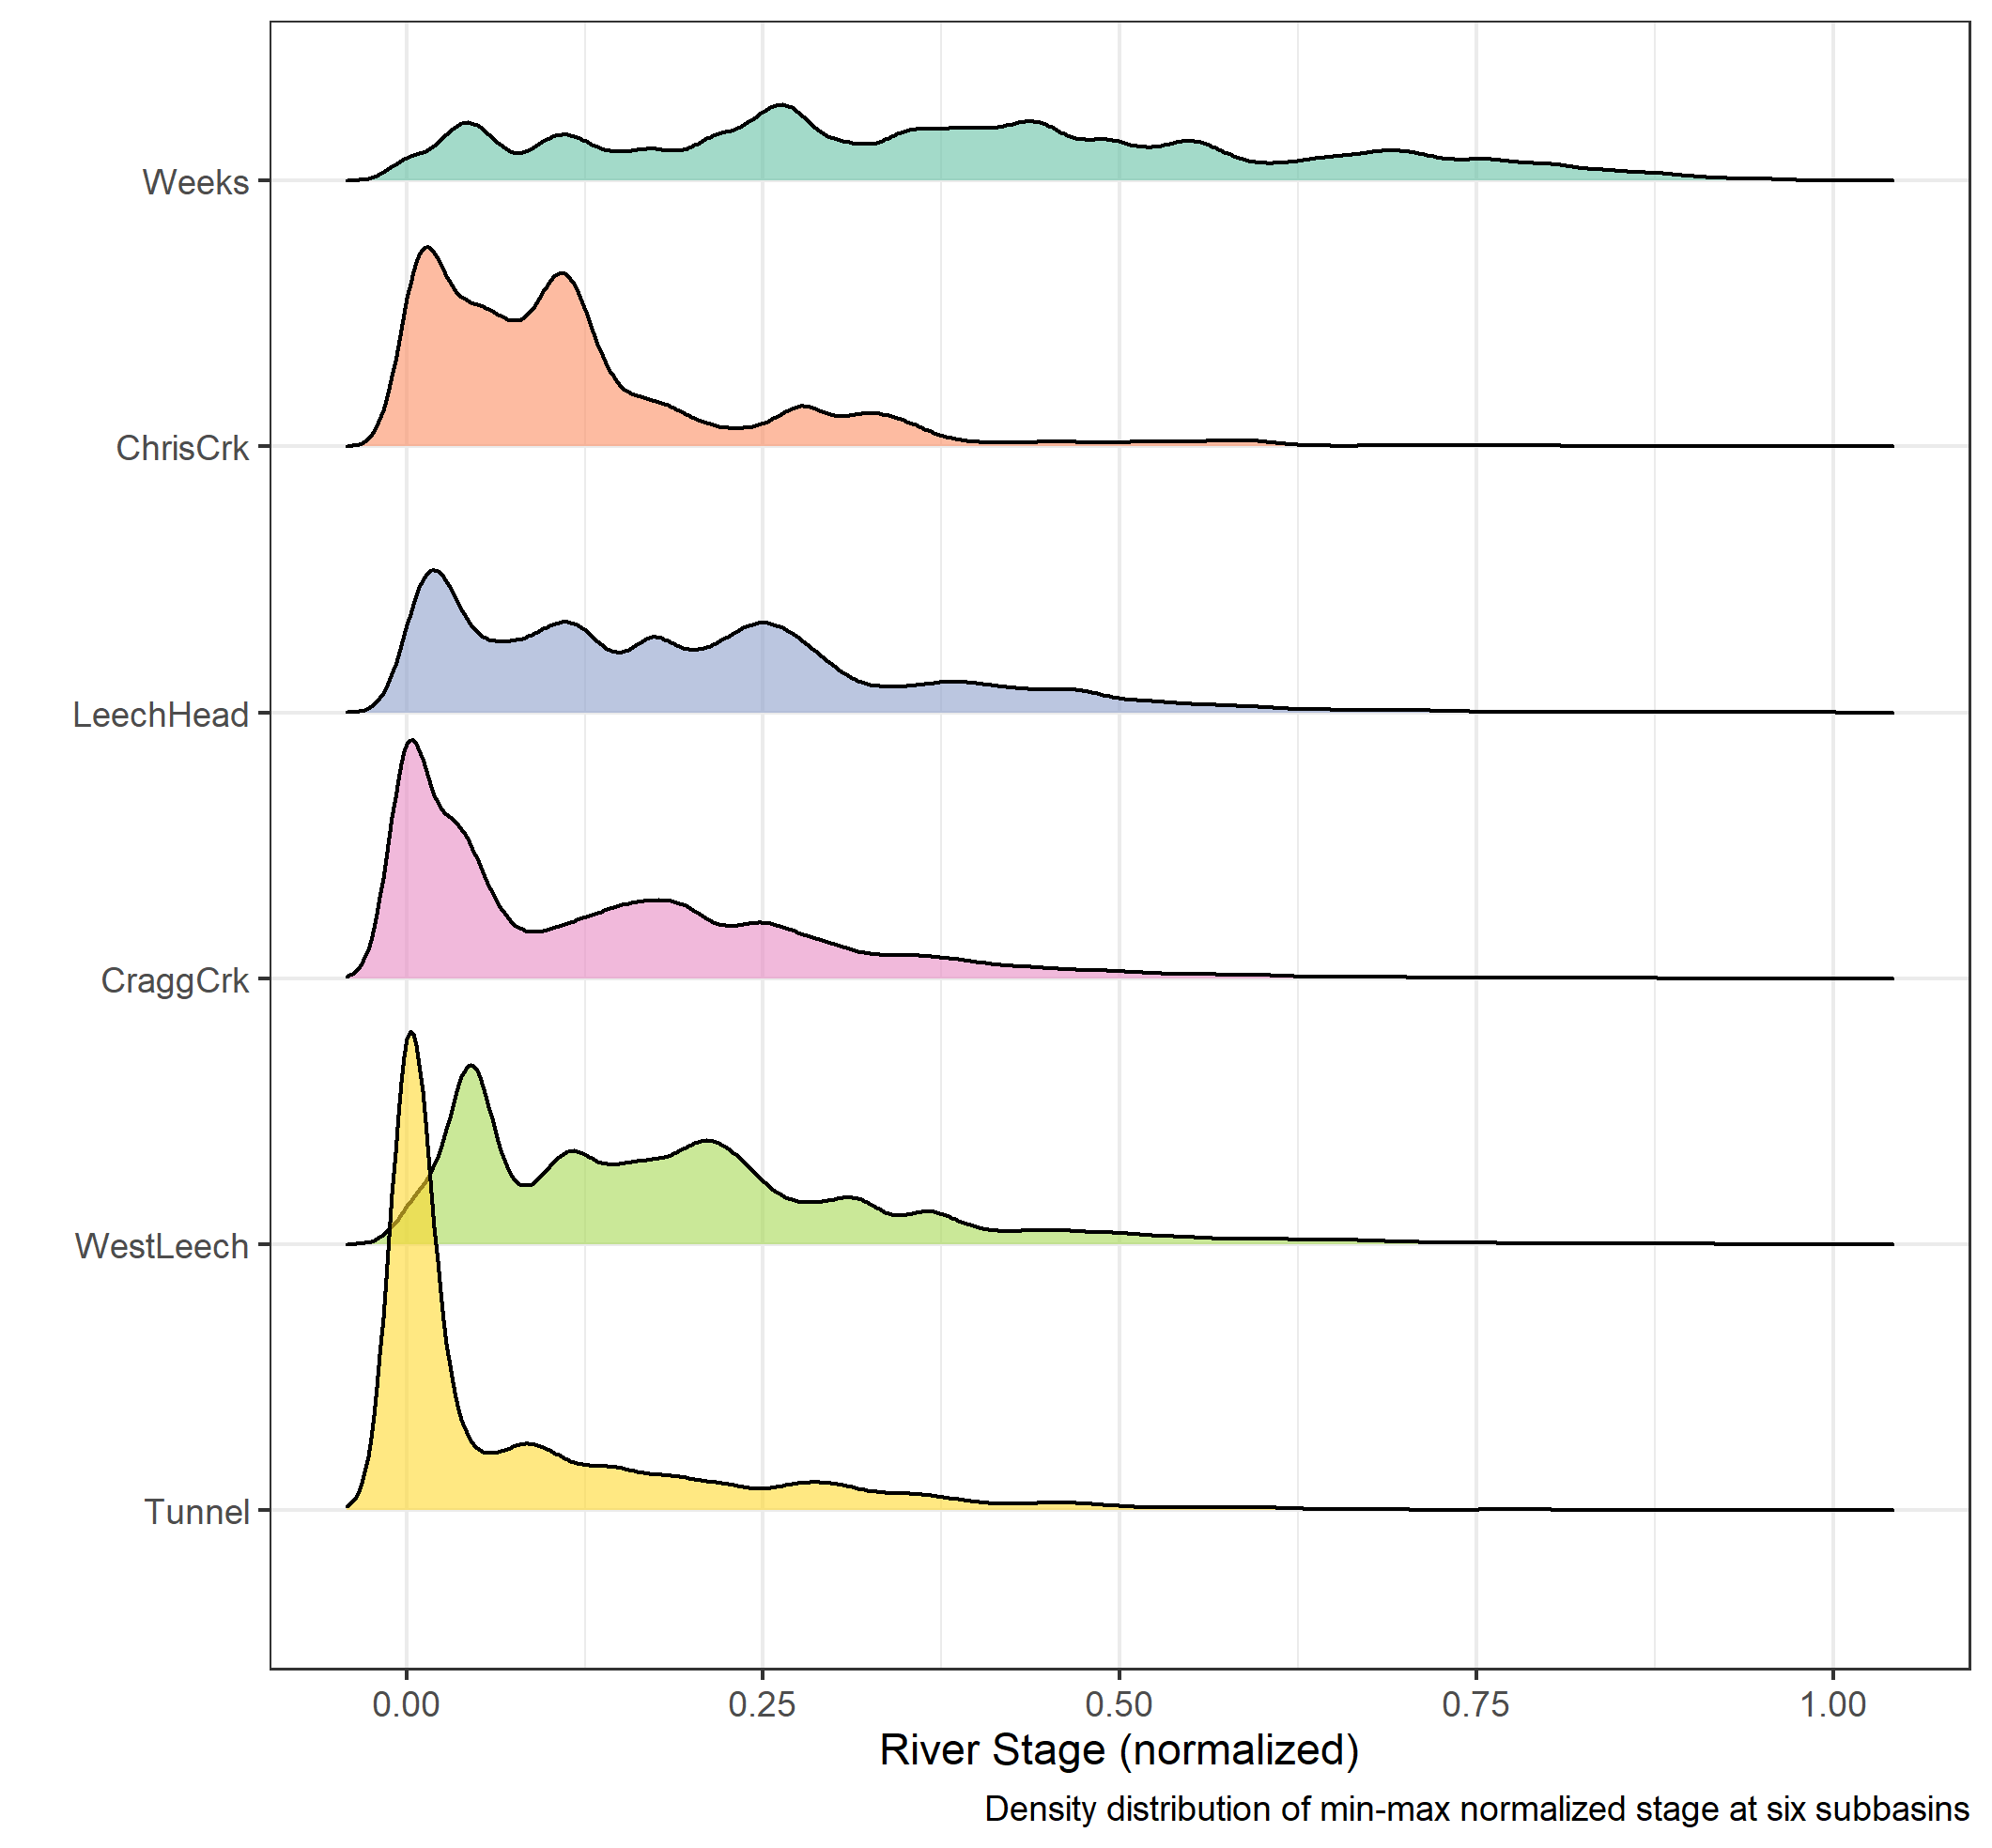 Weeks
ChrisCrk
LeechHead
CraggCrk
WestLeech
Tunnel
0.00 0.25 0.50 0.75 1.00
River Stage (normalized)
Density distribution of min-max normalized stage at six subbasins